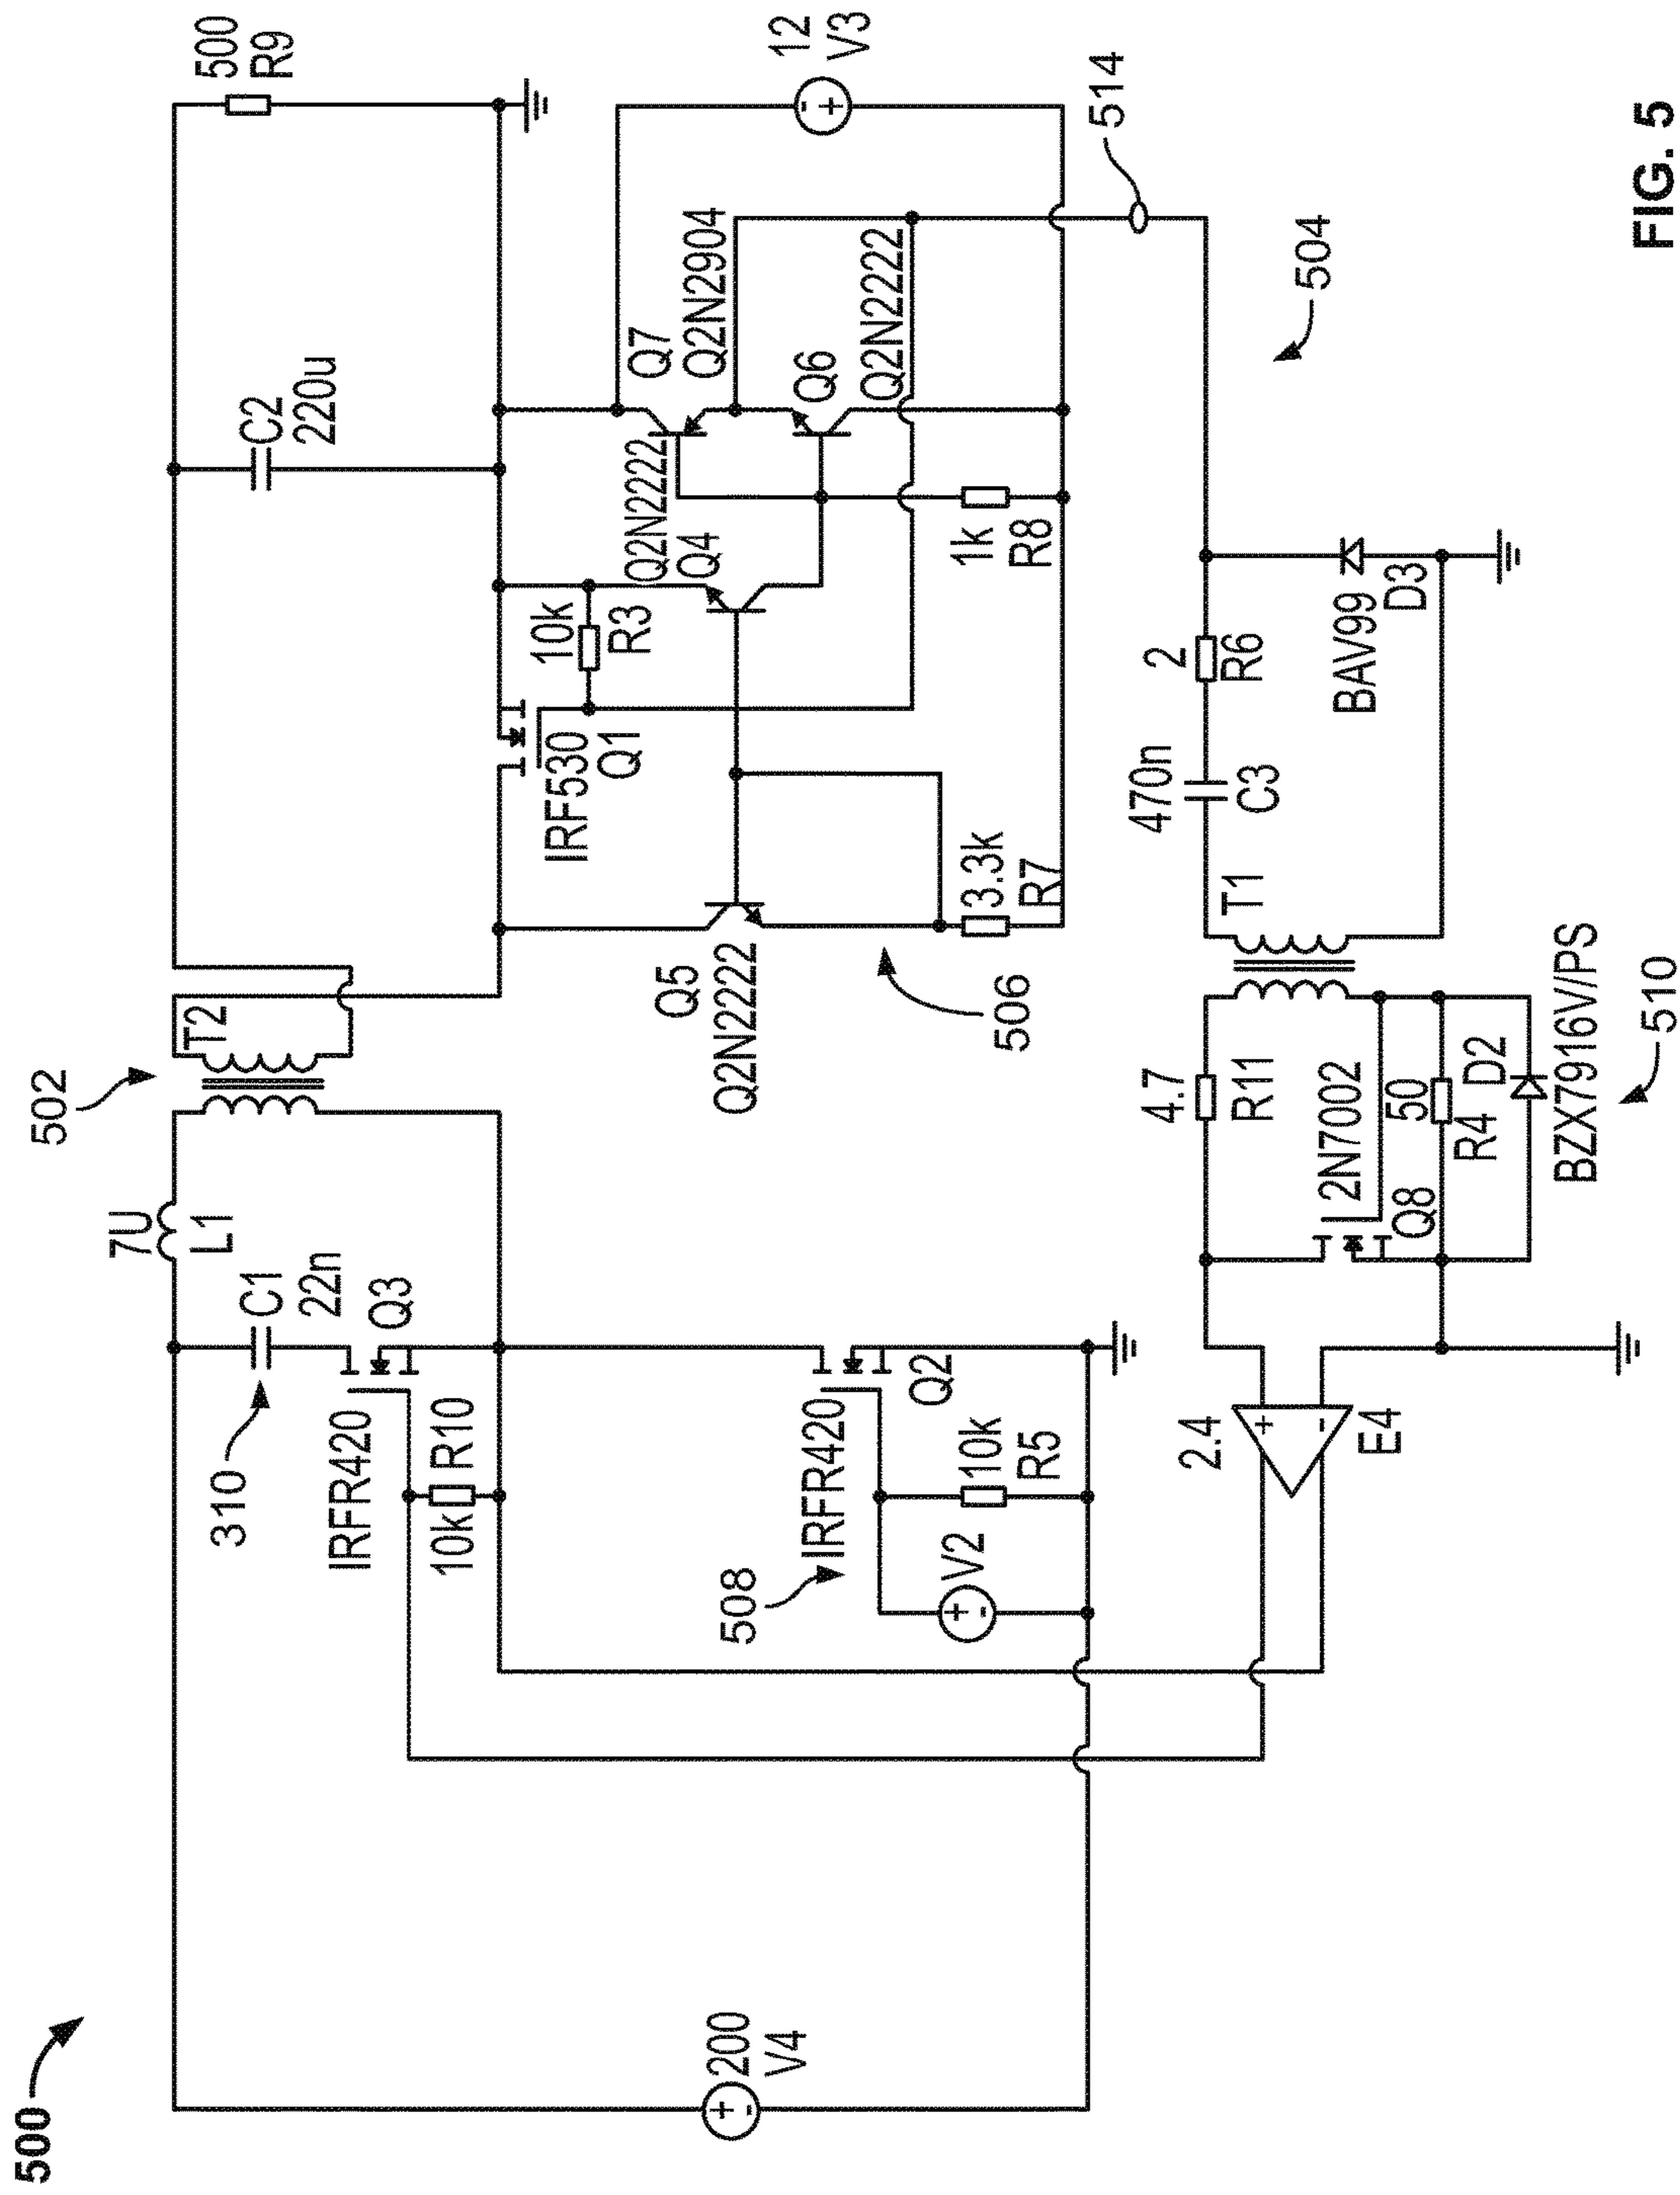 500
502
7U
L1
T2
C1
22n
310
Q3
IRFR420
10k
R10
508
IRFR420
Q2
V2
10k
R5
+
-
200
V4
+
-
C2
220u
500
R9
IRF530
Q1
10k
R3
Q2N2222
Q4
Q7
Q2N2904
Q6
Q2N2222
12
V3
-
+
Q5
Q2N2222
506
3.3k
R7
1k
R8
514
504
2.4
+
-
E4
4.7
R11
2N7002
Q8
50
R4
D2
BZX7916V/PS
510
T1
470n
C3
2
R6
BAV99
D3
FIG. 5